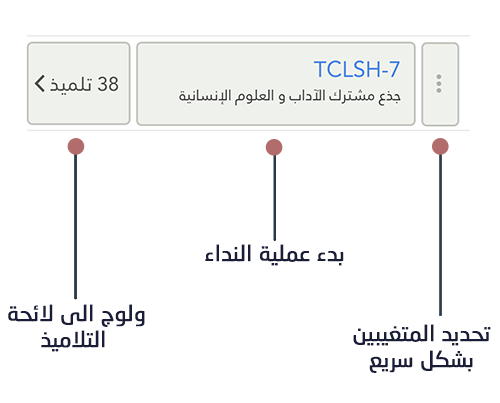 TCLSH-7
جذع مشترك الآداب و العلوم الإنسانية
38 تلميذ
بدء عملية النداء
ولوج الى لائحة
التلاميذ
تحديد المتغيبين
بشكل سريع